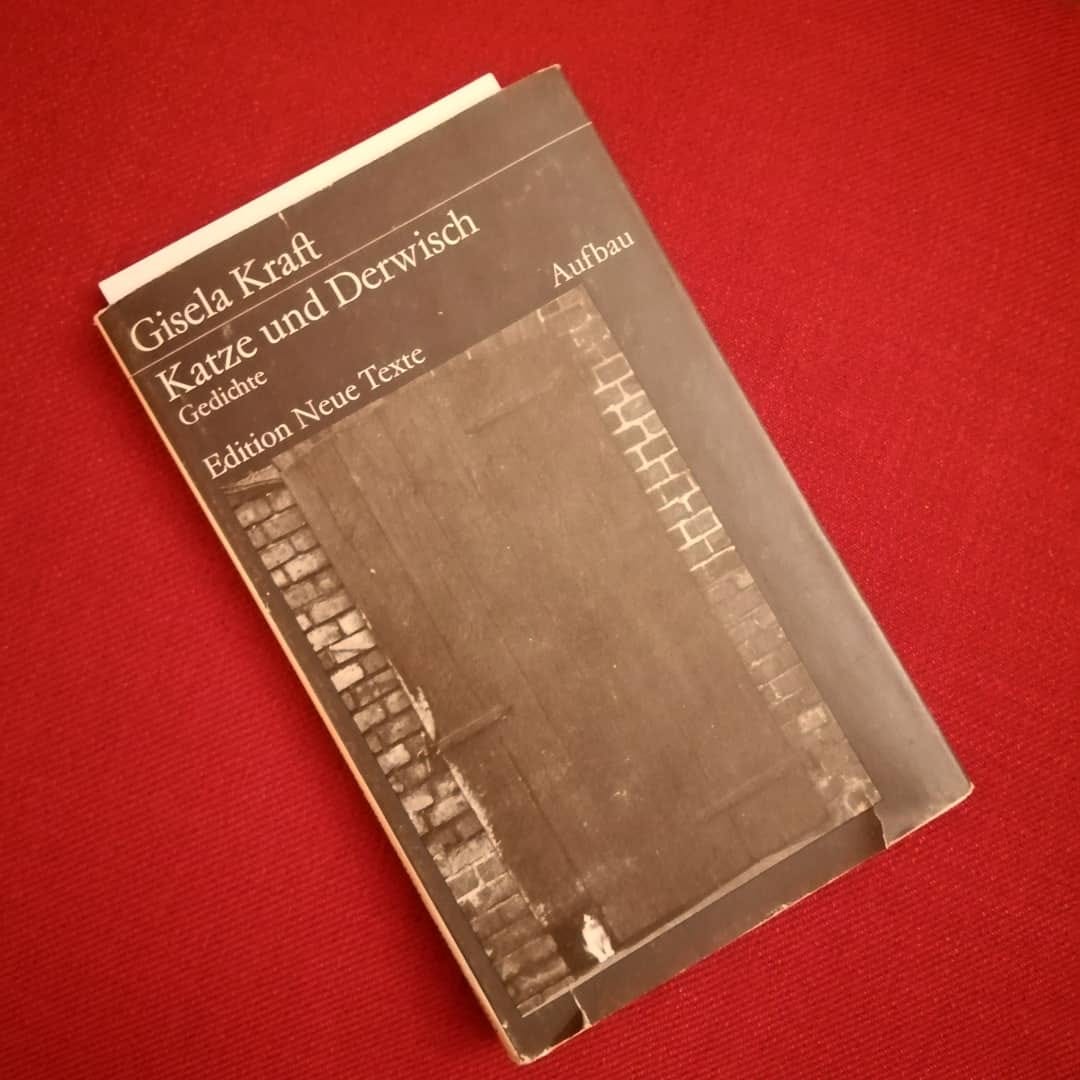 Gisela Kraft
Katze und Derwisch
Gedichte
Edition Neue Texte
Aufbau